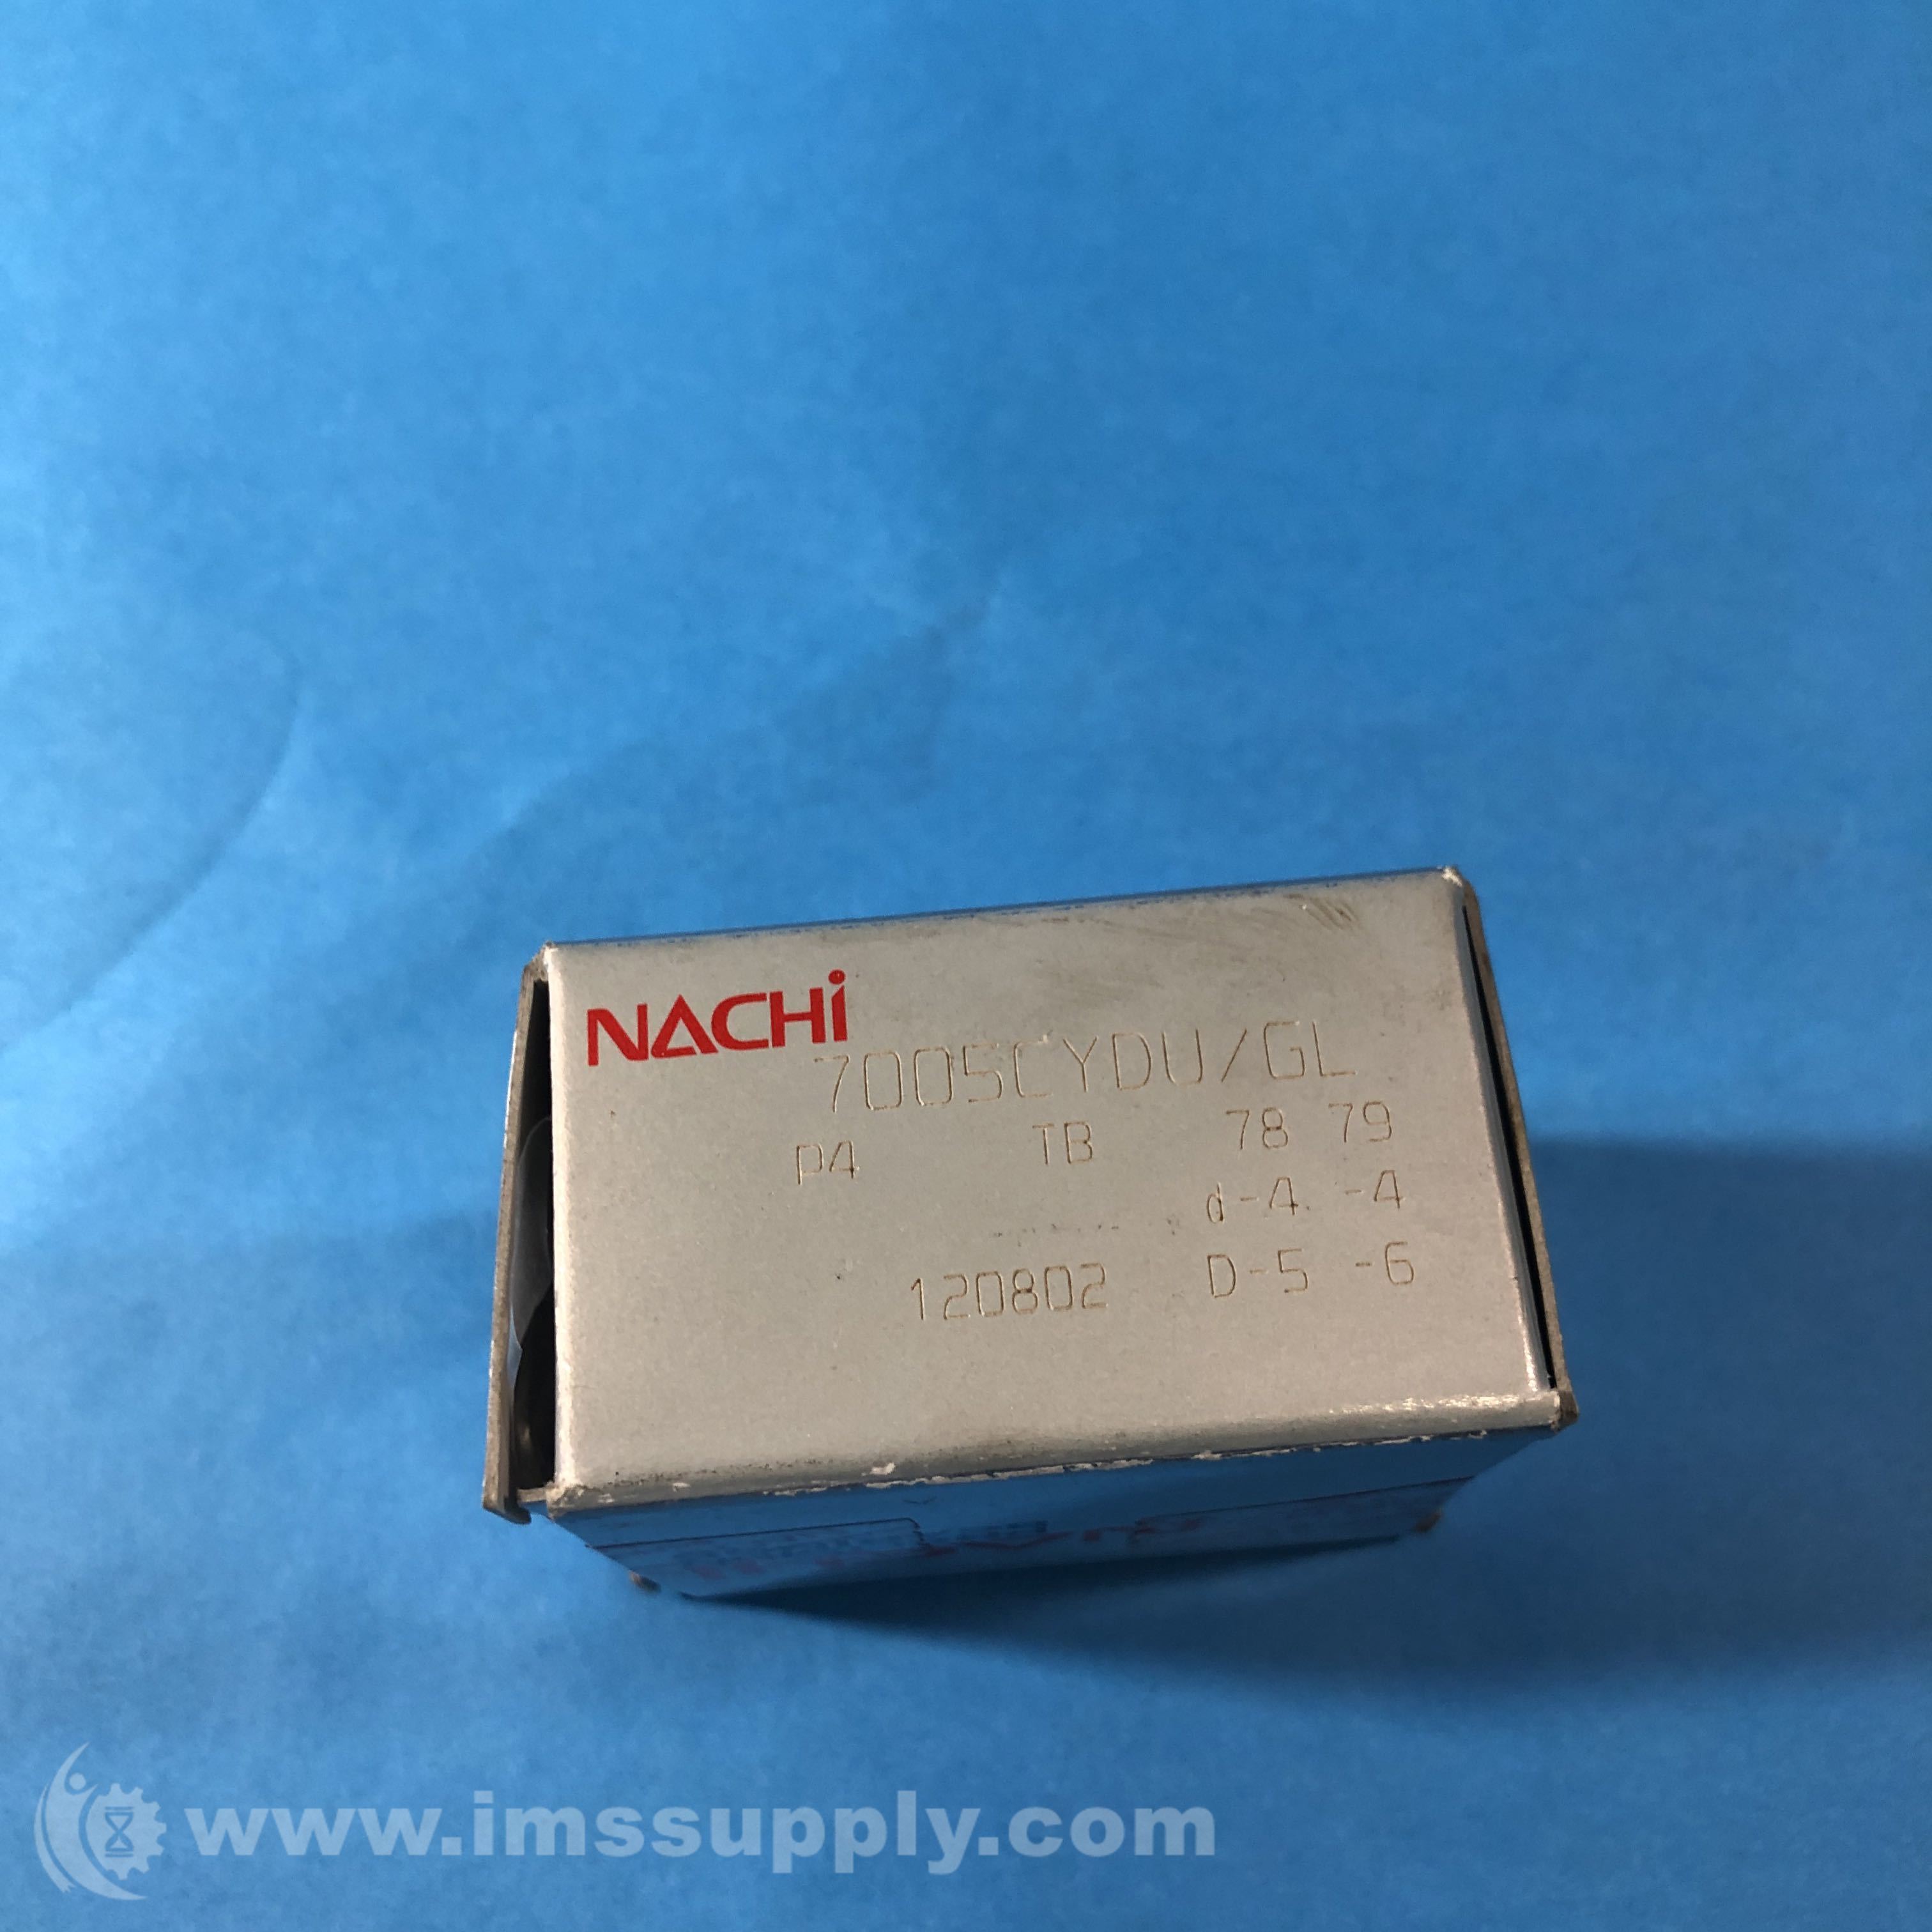 NACHi
7005CYDU/GL
P4 TB 78 79
d-4 -4
120802 D-5 -6
www.imssupply.com